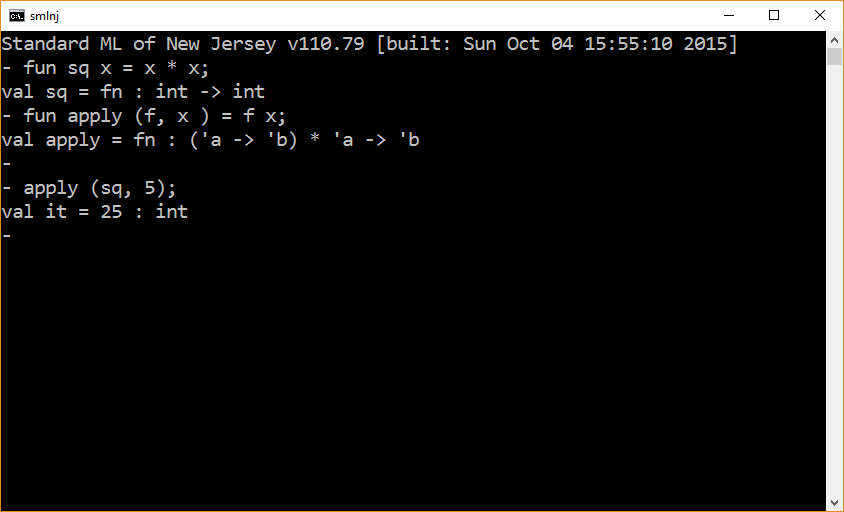 smlnj
Standard ML of New Jersey v110.79 [built: Sun Oct 04 15:55:10 2015]
- fun sq x = x * x;
val sq = fn : int -> int
- fun apply (f, x ) = f x;
val apply = fn : ('a -> 'b) * 'a -> 'b
-
- apply (sq, 5);
val it = 25 : int
-